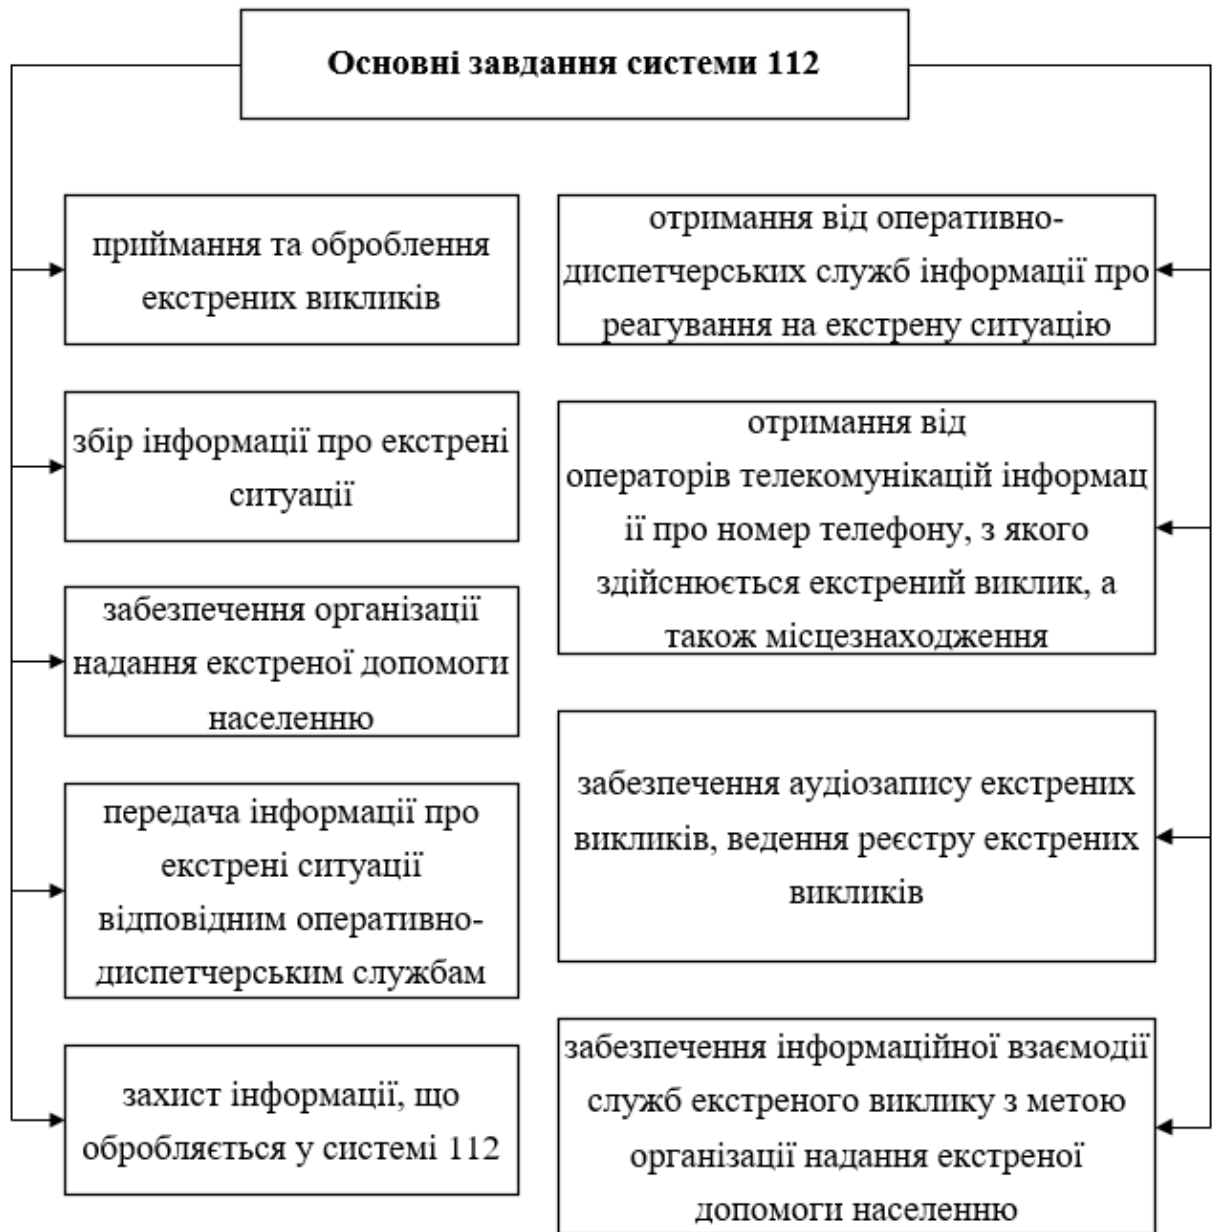 Основні завдання системи 112
приймання та оброблення
екстрених викликів
збір інформації про екстрені
ситуації
забезпечення організації
надання екстреної допомоги
населенню
передача інформації про
екстрені ситуації
відповідним оперативно-
диспетчерським службам
захист інформації, що
обробляється у системі 112
отримання від оперативно-
диспетчерських служб інформації про
реагування на екстрену ситуацію
отримання від
операторів телекомунікацій інформац
ії про номер телефону, з якого
здійснюється екстрений виклик, а
також місцезнаходження
забезпечення аудіозапису екстрених
викликів, ведення реєстру екстрених
викликів
забезпечення інформаційної взаємодії
служб екстреного виклику з метою
організації надання екстреної
допомоги населенню